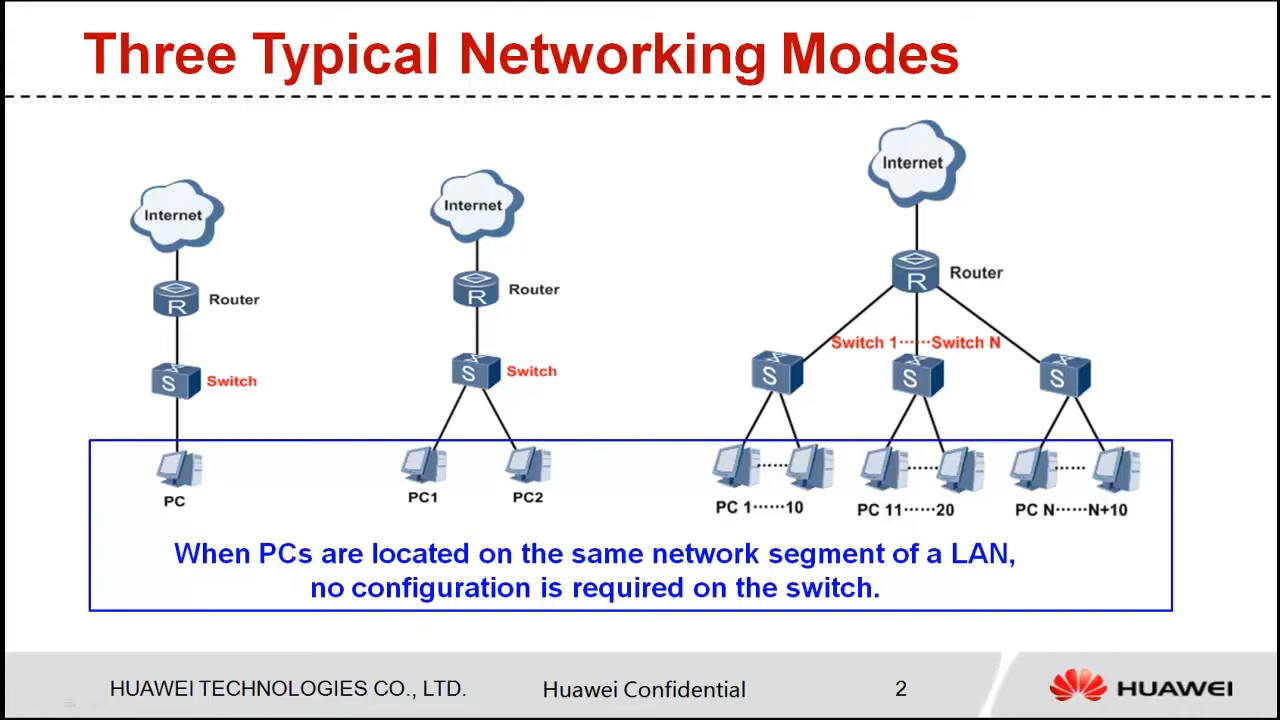 Three Typical Networking Modes
Internet
Router
R
Switch
S
PC
Internet
Router
R
Switch
S
PC1
PC2
Internet
Router
R
Switch 1······Switch N
S
S
S
PC 1······10
PC 11······20
PC N······N+10
When PCs are located on the same network segment of a LAN,
no configuration is required on the switch.
HUAWEI TECHNOLOGIES CO., LTD.
Huawei Confidential
2
HUAWEI